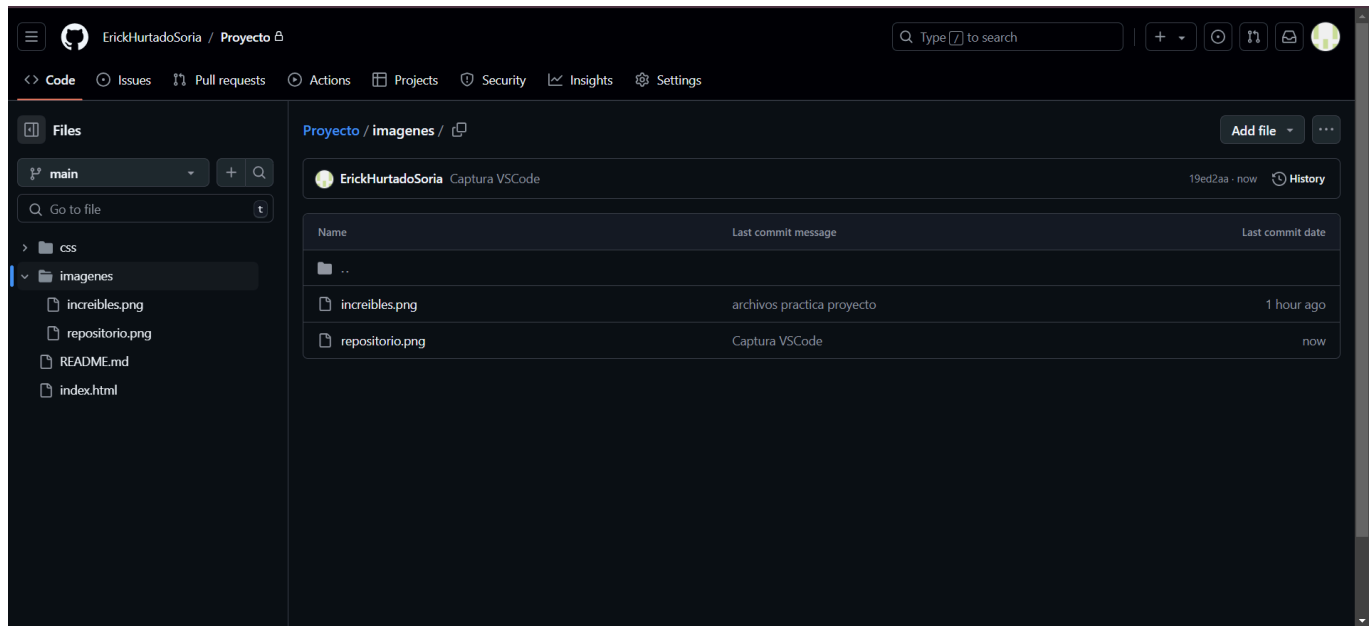 ErickHurtadoSoria / Proyecto
Type / to search
Code Issues Pull requests Actions Projects Security Insights Settings
Files
main
Go to file t
css
imagenes
increibles.png
repositorio.png
README.md
index.html
Proyecto / imagenes /
Add file
ErickHurtadoSoria Captura VSCode 19ed2aa · now History
Name Last commit message Last commit date
..
increibles.png archivos practica proyecto 1 hour ago
repositorio.png Captura VSCode now